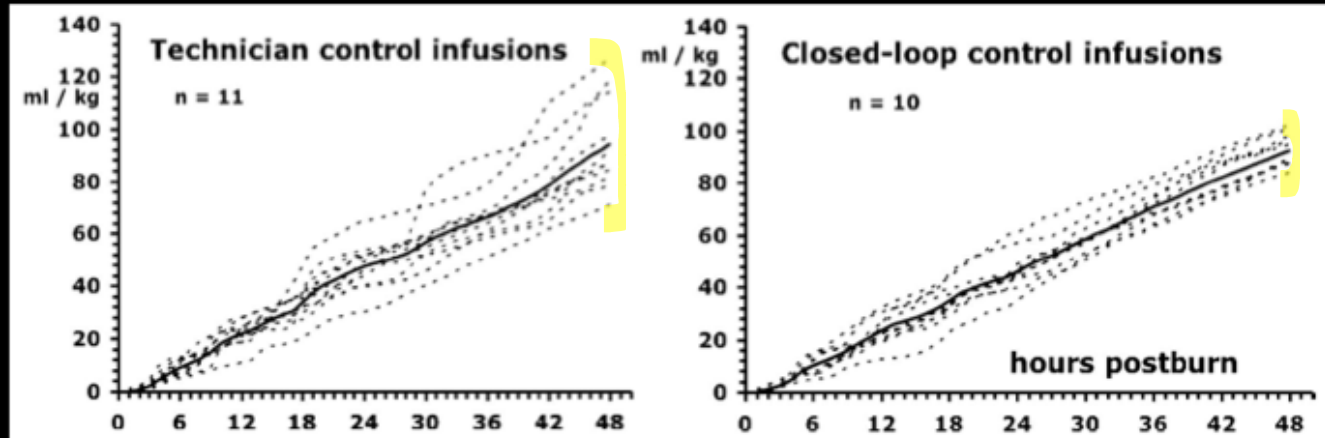 140
120
ml / kg
100
80
60
40
20
0
Technician control infusions
n = 11
0 6 12 18 24 30 36 42 48
140
ml / kg
120
100
80
60
40
20
0
Closed-loop control infusions
n = 10
hours postburn
0 6 12 18 24 30 36 42 48